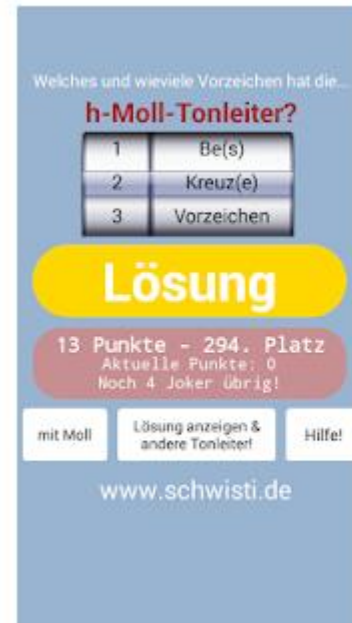 Welches und wieviele Vorzeichen hat die...
h-Moll-Tonleiter?
1 Be(s)
2 Kreuz(e)
3 Vorzeichen
Lösung
13 Punkte - 294. Platz
Aktuelle Punkte: 0
Noch 4 Joker übrig!
mit Moll
Lösung anzeigen &
andere Tonleiter!
Hilfe!
www.schwisti.de